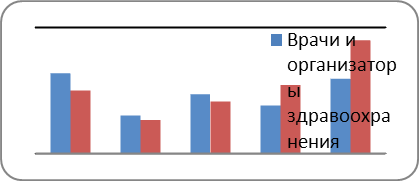 Врачи и
организатор
ы
здравоохра
нения